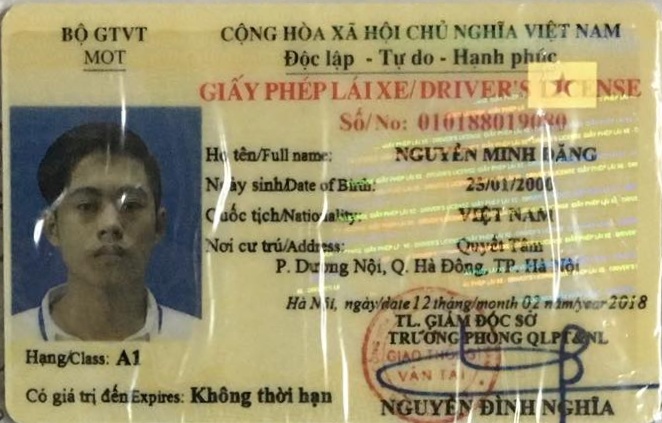 BỘ GTVT
MOT
CỘNG HÒA XÃ HỘI CHỦ NGHĨA VIỆT NAM
Độc lập - Tự do - Hạnh phúc
GIẤY PHÉP LÁI XE/DRIVER'S LICENSE
Số/No: 010188019080
Họ tên/Full name: NGUYỄN MINH ĐĂNG
Ngày sinh/Date of Birth: 23/01/2000
Quốc tịch/Nationality: VIỆT NAM
Nơi cư trú/Address: Quyết Tâm
P. Dương Nội, Q. Hà Đông, TP. Hà Nội
Hà Nội, ngày/date 12 tháng/month 02 năm/year 2018
TL. GIÁM ĐỐC SỞ
TRƯỞNG PHÒNG QLPT&NL
GIAO THÔNG
VẬN TẢI
Hạng/Class: A1
Có giá trị đến/Expires: Không thời hạn
NGUYỄN ĐÌNH NGHĨA